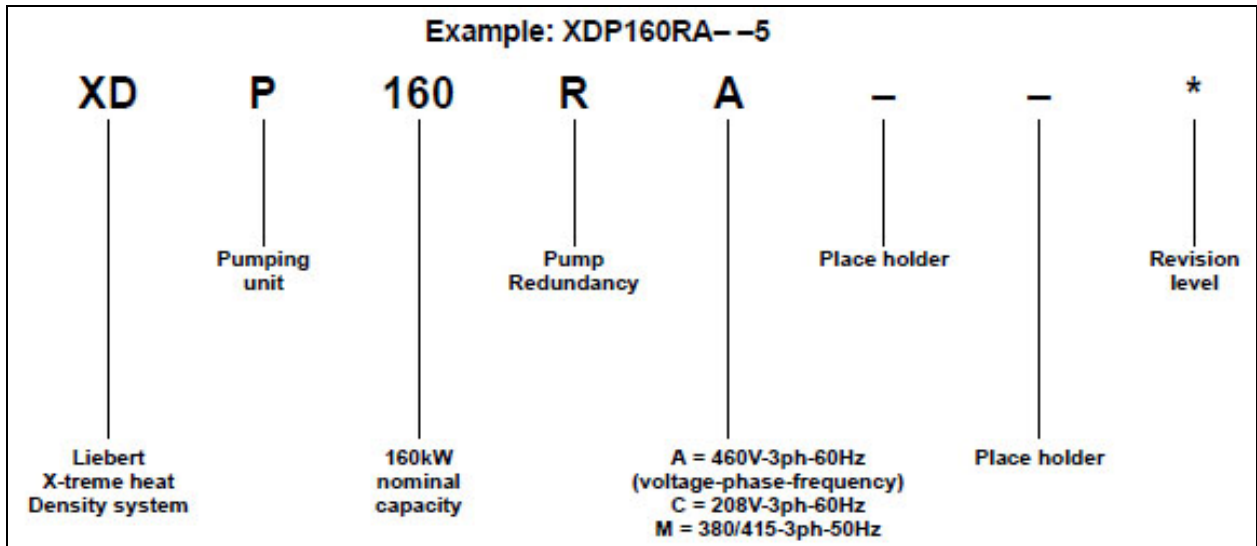 Example: XDP160RA– –5
XD P 160 R A – – *
Pumping
unit
Pump
Redundancy
Place holder
Revision
level
Liebert
X-treme heat
Density system
160kW
nominal
capacity
A = 460V-3ph-60Hz
(voltage-phase-frequency)
C = 208V-3ph-60Hz
M = 380/415-3ph-50Hz
Place holder